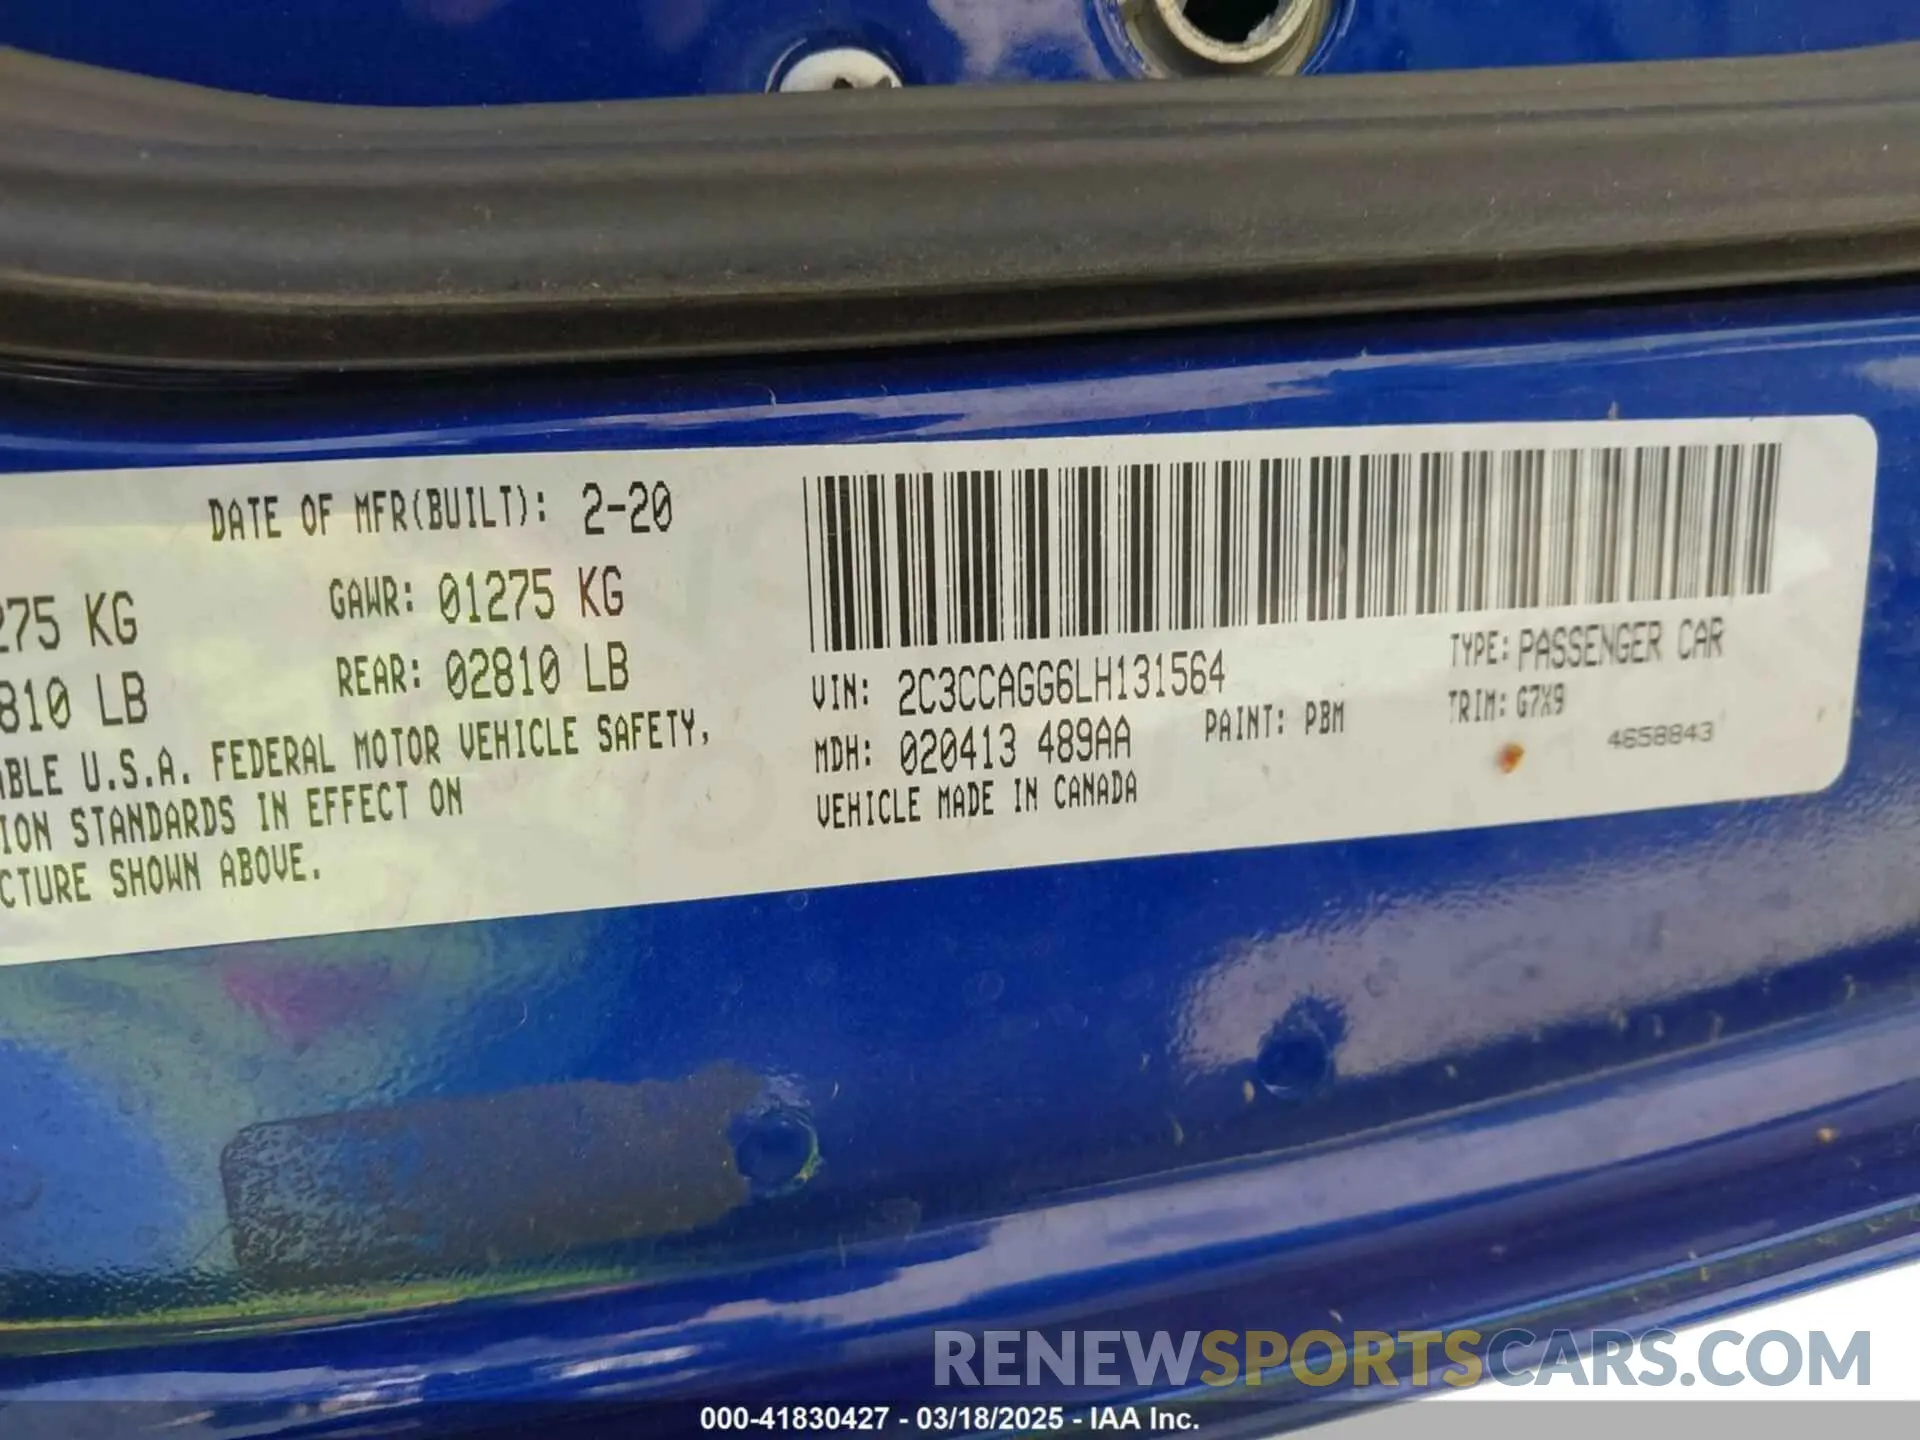 DATE OF MFR(BUILT): 2-20
275 KG GAWR: 01275 KG
810 LB REAR: 02810 LB
ABLE U.S.A. FEDERAL MOTOR VEHICLE SAFETY,
ION STANDARDS IN EFFECT ON
CTURE SHOWN ABOVE.
VIN: 2C3CCAGG6LH131564 TYPE: PASSENGER CAR
MDH: 020413 489AA PAINT: PBM TRIM: G7X9
VEHICLE MADE IN CANADA 4658843
RENEWSPORTSCARS.COM
000-41830427 - 03/18/2025 - IAA Inc.